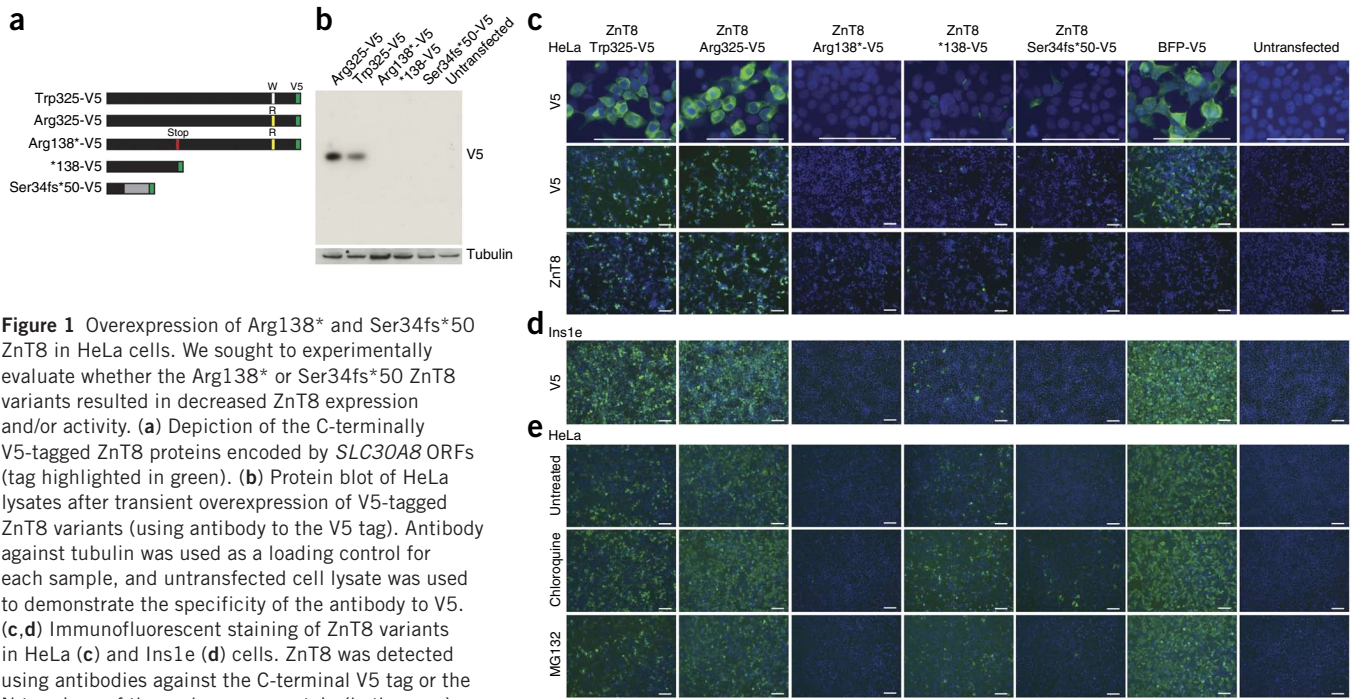 a
W V5
Trp325-V5
R
Arg325-V5
Stop R
Arg138*-V5
*138-V5
Ser34fs*50-V5
b
Arg325-V5
Trp325-V5
Arg138*-V5
*138-V5
Ser34fs*50-V5
Untransfected
V5
Tubulin
c
HeLa
ZnT8 Trp325-V5
ZnT8 Arg325-V5
ZnT8 Arg138*-V5
ZnT8 *138-V5
ZnT8 Ser34fs*50-V5
BFP-V5
Untransfected
V5
V5
ZnT8
d
Ins1e
V5
e
HeLa
Untreated
Chloroquine
MG132
Figure 1 Overexpression of Arg138* and Ser34fs*50
ZnT8 in HeLa cells. We sought to experimentally
evaluate whether the Arg138* or Ser34fs*50 ZnT8
variants resulted in decreased ZnT8 expression
and/or activity. (a) Depiction of the C-terminally
V5-tagged ZnT8 proteins encoded by SLC30A8 ORFs
(tag highlighted in green). (b) Protein blot of HeLa
lysates after transient overexpression of V5-tagged
ZnT8 variants (using antibody to the V5 tag). Antibody
against tubulin was used as a loading control for
each sample, and untransfected cell lysate was used
to demonstrate the specificity of the antibody to V5.
(c,d) Immunofluorescent staining of ZnT8 variants
in HeLa (c) and Ins1e (d) cells. ZnT8 was detected
using antibodies against the C-terminal V5 tag or the